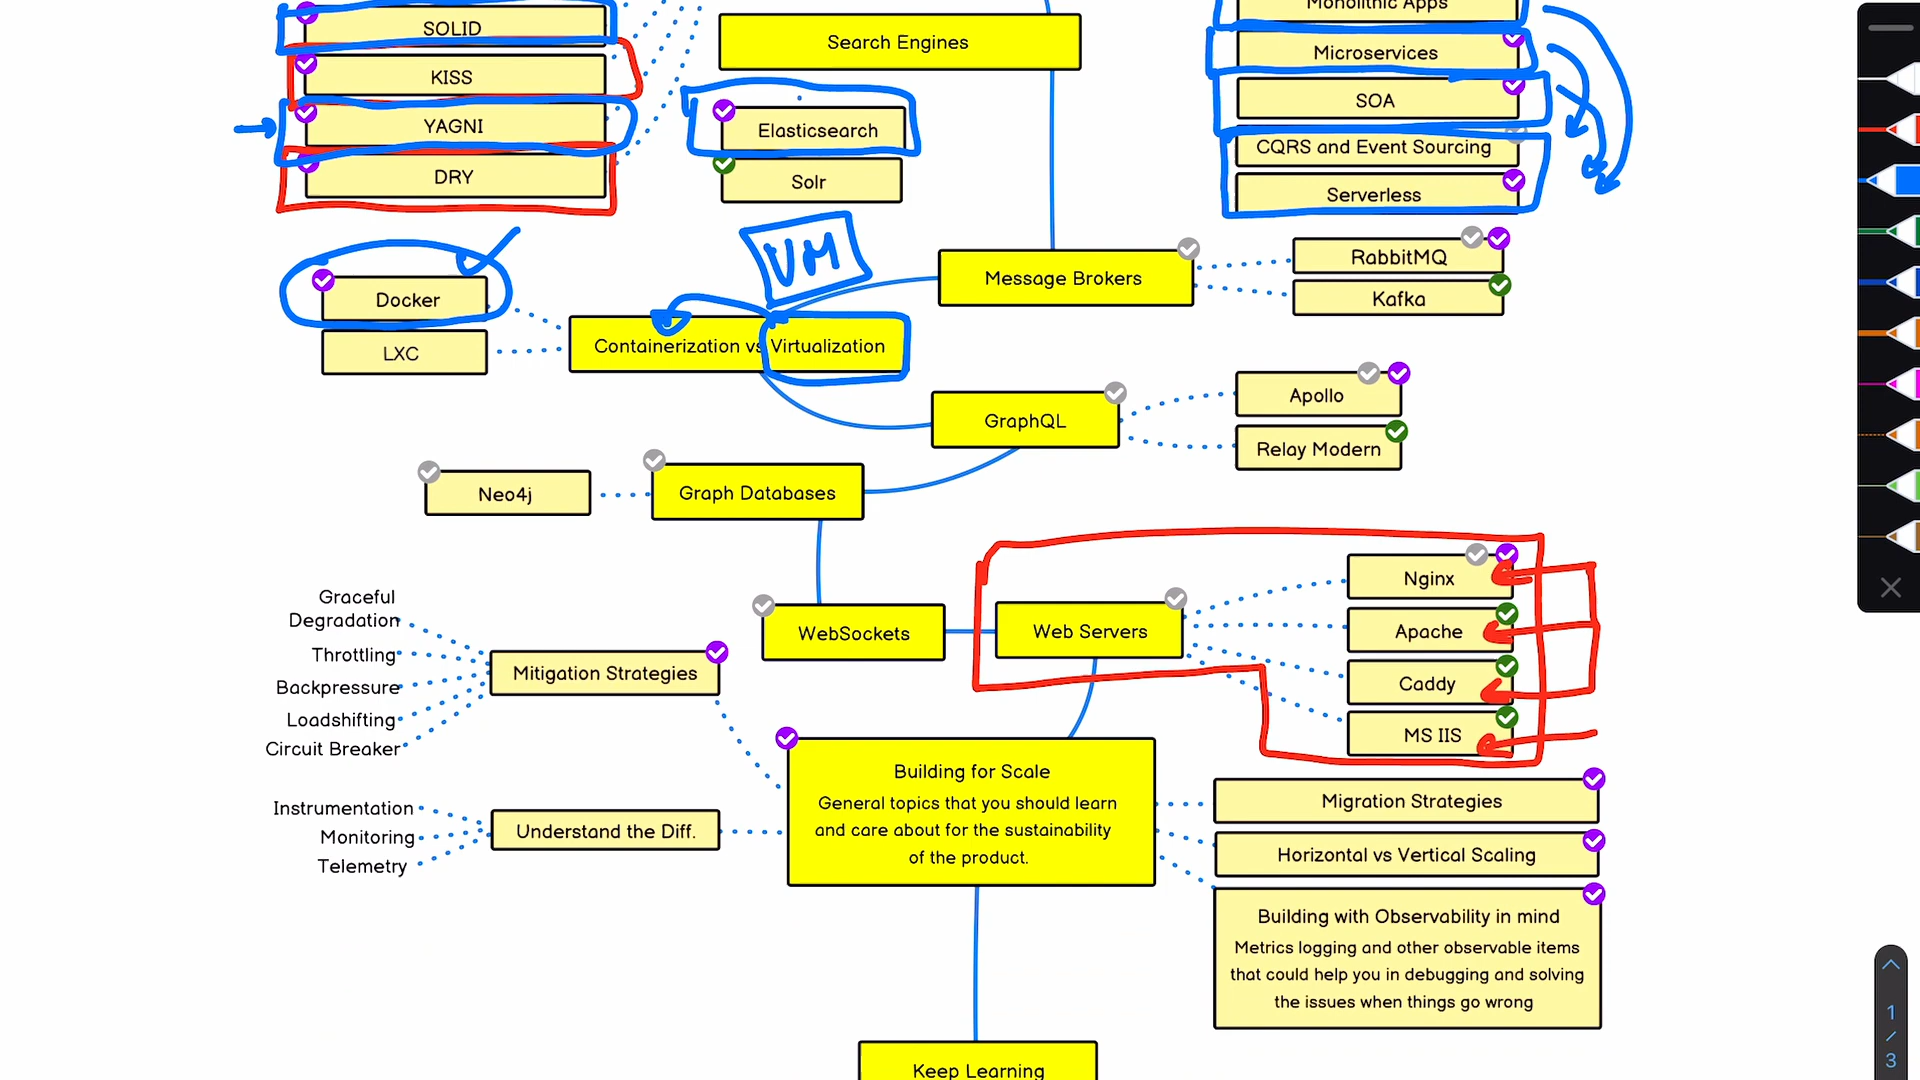 SOLID
KISS
YAGNI
DRY
Search Engines
Elasticsearch
Solr
Monolithic Apps
Microservices
SOA
CQRS and Event Sourcing
Serverless
VM
Message Brokers
RabbitMQ
Kafka
Docker
LXC
Containerization vs Virtualization
GraphQL
Apollo
Relay Modern
Neo4j
Graph Databases
WebSockets
Web Servers
Nginx
Apache
Caddy
MS IIS
Graceful
Degradation
Throttling
Backpressure
Loadshifting
Circuit Breaker
Mitigation Strategies
Instrumentation
Monitoring
Telemetry
Understand the Diff.
Building for Scale
General topics that you should learn
and care about for the sustainability
of the product.
Migration Strategies
Horizontal vs Vertical Scaling
Building with Observability in mind
Metrics logging and other observable items
that could help you in debugging and solving
the issues when things go wrong
Keep Learning
1
/
3